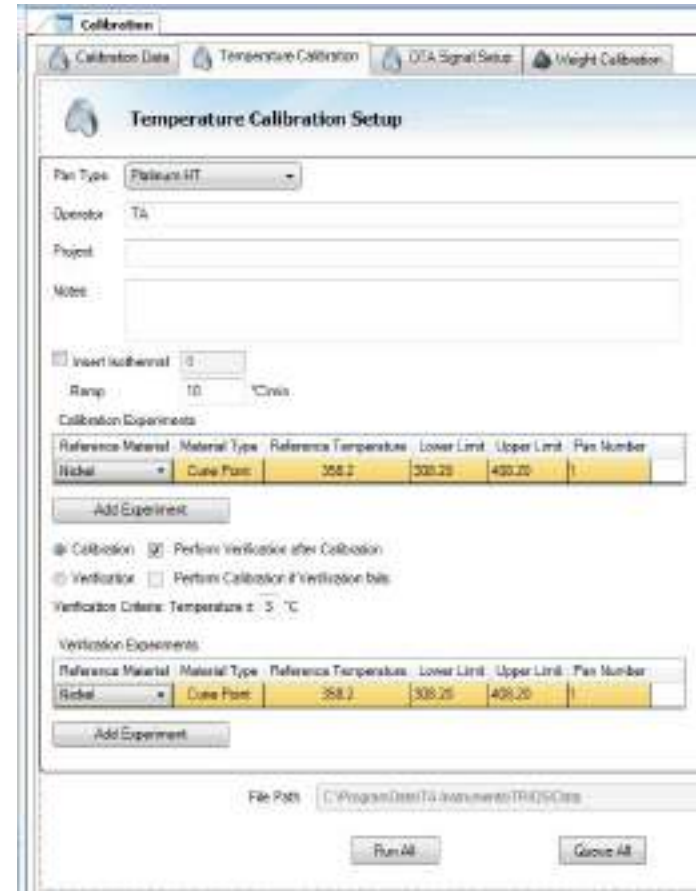 Calibration
Calibration Data Temperature Calibration DTA Signal Setup Weight Calibration
Temperature Calibration Setup
Pan Type Platinum HT
Operator TA
Project
Notes
Insert Isothermal 0
Ramp 10 °C/min
Calibration Experiments
Reference Material Material Type Reference Temperature Lower Limit Upper Limit Pan Number
Nickel Curie Point 358.2 308.20 408.20 1
Add Experiment
Calibration Perform Verification after Calibration
Verification Perform Calibration if Verification fails
Verification Criteria: Temperature ± 5 °C
Verification Experiments
Reference Material Material Type Reference Temperature Lower Limit Upper Limit Pan Number
Nickel Curie Point 358.2 308.20 408.20 1
Add Experiment
File Path C:\ProgramData\TA Instruments\TRIOS\Data
Run All Queue All